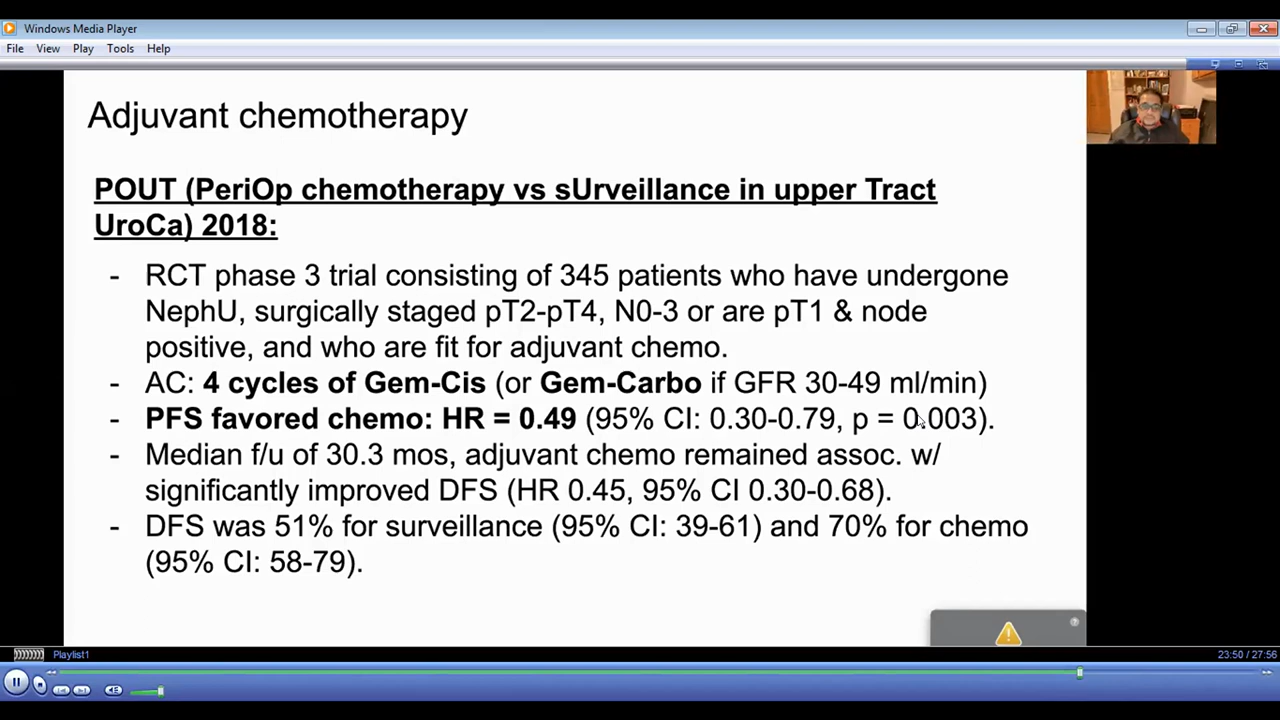 Windows Media Player
File View Play Tools Help
Adjuvant chemotherapy
POUT (PeriOp chemotherapy vs sUrveillance in upper Tract
UroCa) 2018:
- RCT phase 3 trial consisting of 345 patients who have undergone
NephU, surgically staged pT2-pT4, N0-3 or are pT1 & node
positive, and who are fit for adjuvant chemo.
- AC: 4 cycles of Gem-Cis (or Gem-Carbo if GFR 30-49 ml/min)
- PFS favored chemo: HR = 0.49 (95% CI: 0.30-0.79, p = 0.003).
- Median f/u of 30.3 mos, adjuvant chemo remained assoc. w/
significantly improved DFS (HR 0.45, 95% CI 0.30-0.68).
- DFS was 51% for surveillance (95% CI: 39-61) and 70% for chemo
(95% CI: 58-79).
Playlist1
23:50 / 27:56